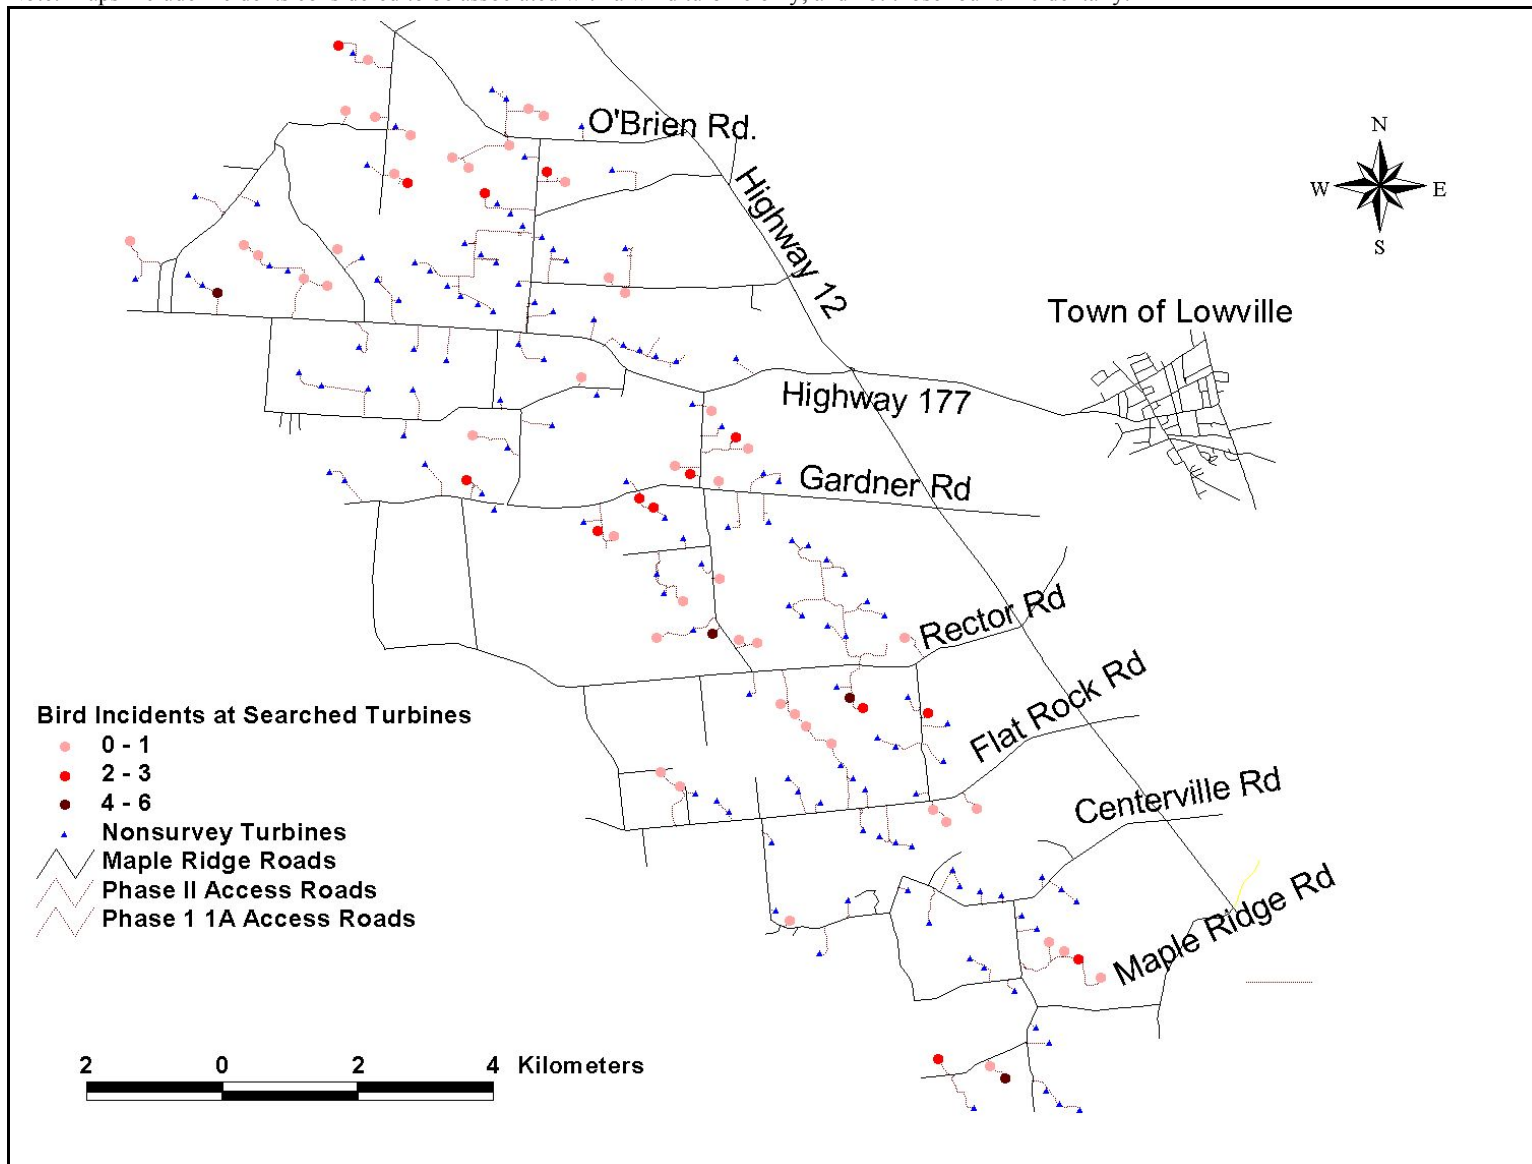 O'Brien Rd.
N
W
E
S
Highway 12
Town of Lowville
Highway 177
Gardner Rd
Rector Rd
Flat Rock Rd
Bird Incidents at Searched Turbines
0 - 1
2 - 3
4 - 6
Nonsurvey Turbines
Maple Ridge Roads
Phase II Access Roads
Phase 1 1A Access Roads
Centerville Rd
Maple Ridge Rd
2 0 2 4 Kilometers